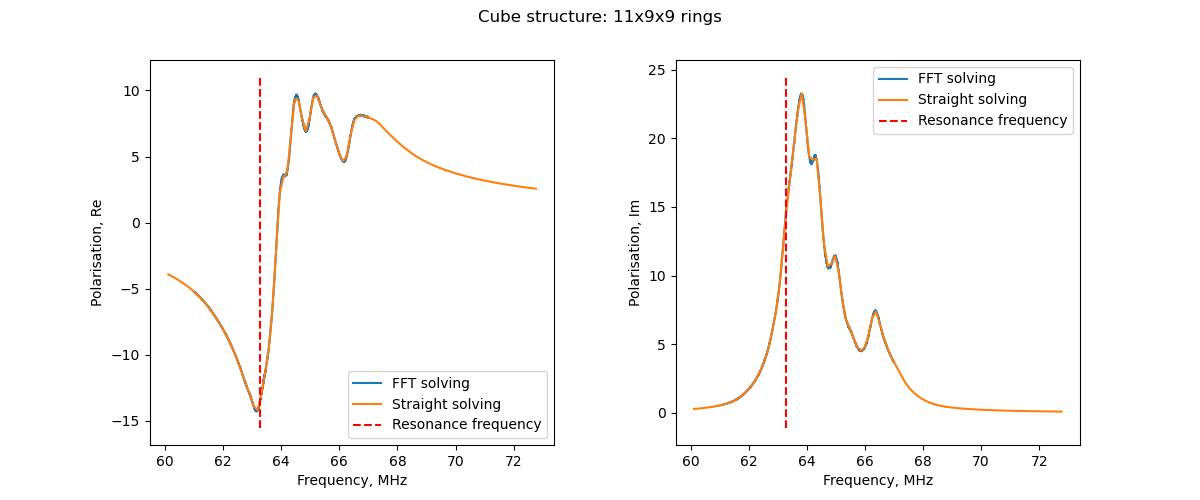 Cube structure: 11x9x9 rings
10
5
0
−5
−10
−15
Polarisation, Re
60
62
64
66
68
70
72
Frequency, MHz
FFT solving
Straight solving
Resonance frequency
25
20
15
10
5
0
Polarisation, Im
60
62
64
66
68
70
72
Frequency, MHz
FFT solving
Straight solving
Resonance frequency